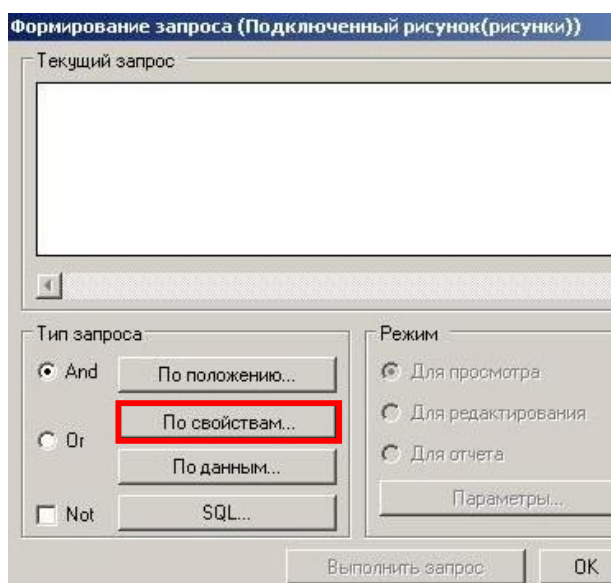 Формирование запроса (Подключенный рисунок(рисунки))
Текущий запрос
Тип запроса
And
По положению...
По свойствам...
Or
По данным...
Not
SQL...
Режим
Для просмотра
Для редактирования
Для отчета
Параметры...
Выполнить запрос
OK